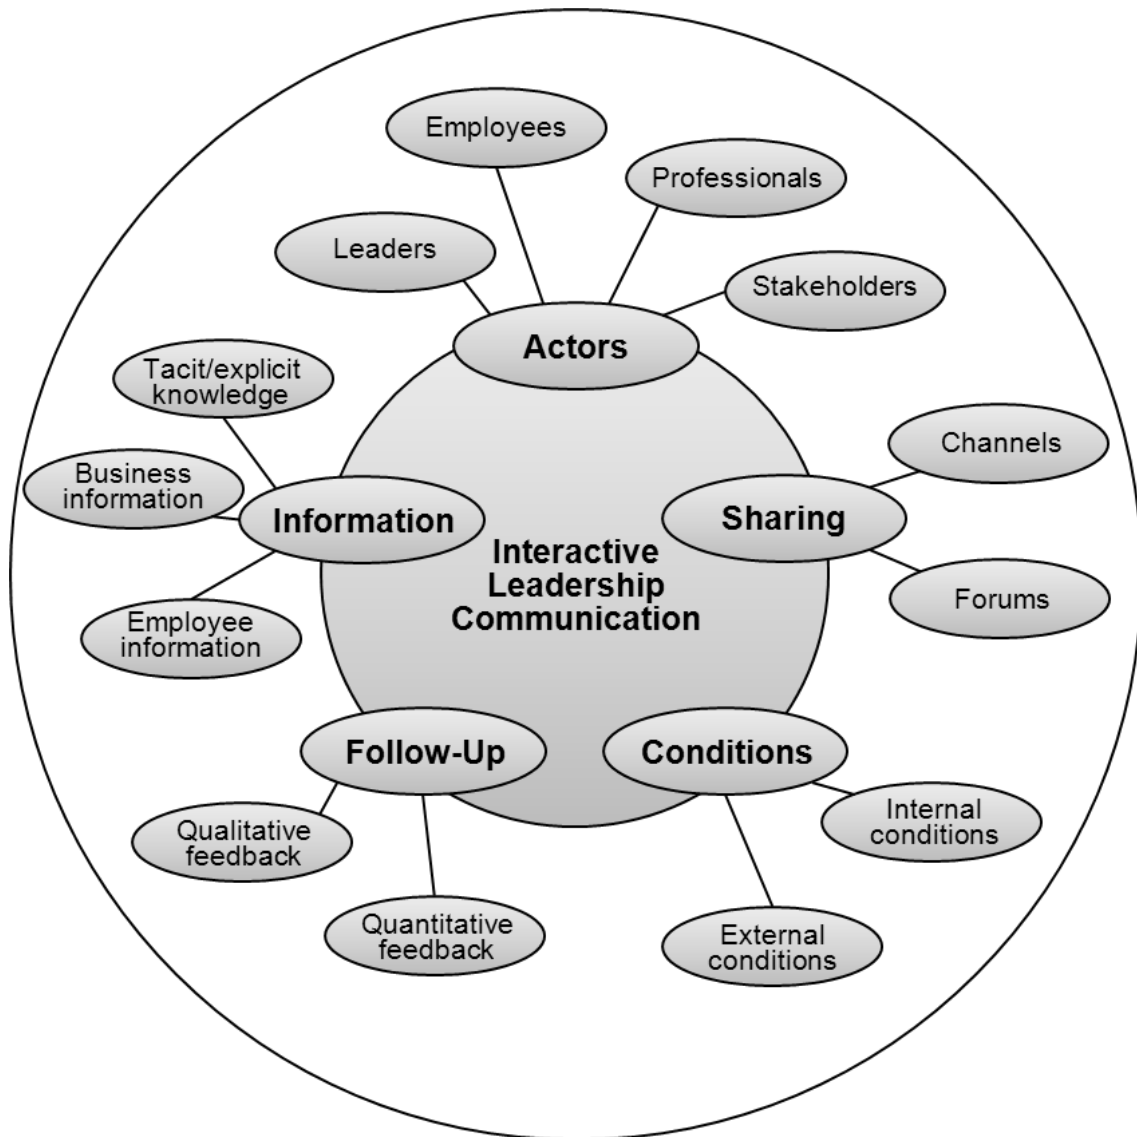 Employees
Professionals
Leaders
Stakeholders
Actors
Tacit/explicit
knowledge
Channels
Business
information
Information
Sharing
Interactive
Leadership
Communication
Forums
Employee
information
Follow-Up
Conditions
Internal
conditions
Qualitative
feedback
Quantitative
feedback
External
conditions